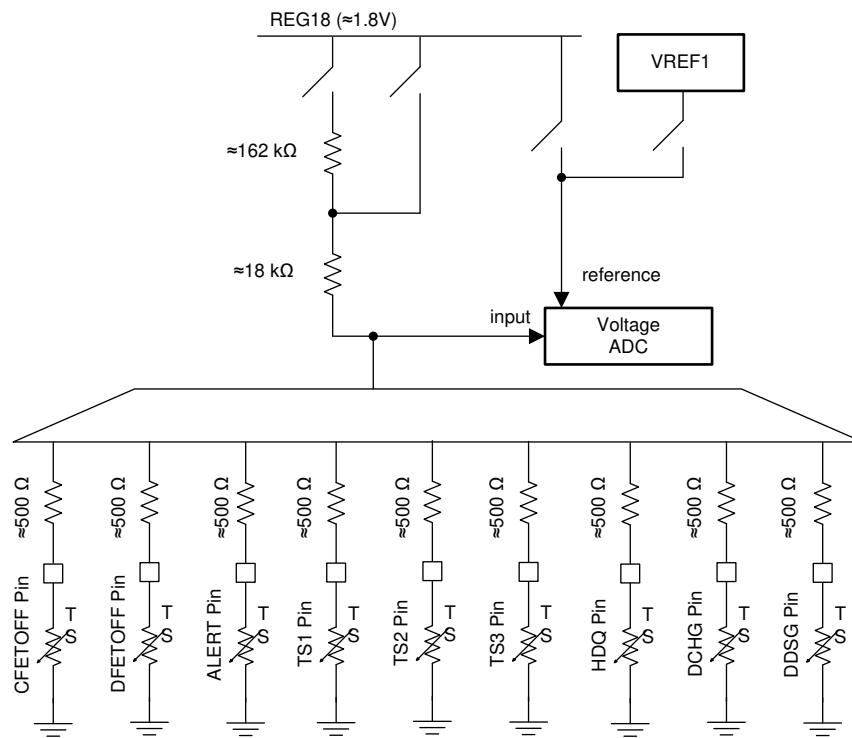 REG18 (≈1.8V)
VREF1
≈162 kΩ
≈18 kΩ
reference
input
Voltage
ADC
≈500 Ω
≈500 Ω
≈500 Ω
≈500 Ω
≈500 Ω
≈500 Ω
≈500 Ω
≈500 Ω
≈500 Ω
CFETOFF Pin
T
S
DFETOFF Pin
T
S
ALERT Pin
T
S
TS1 Pin
T
S
TS2 Pin
T
S
TS3 Pin
T
S
HDQ Pin
T
S
DCHG Pin
T
S
DDSG Pin
T
S